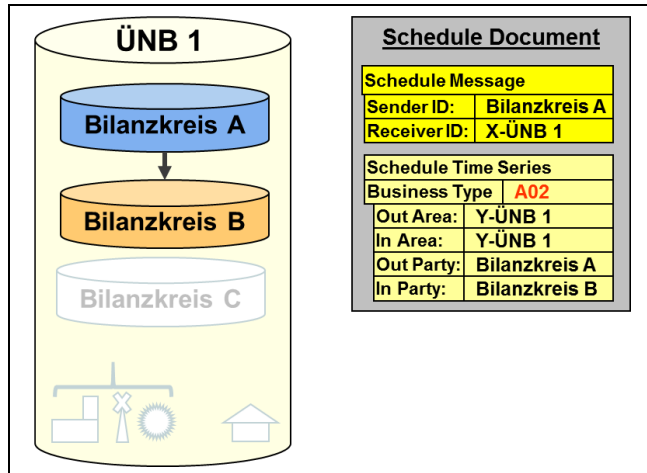 ÜNB 1
Bilanzkreis A
Bilanzkreis B
Bilanzkreis C
Schedule Document
Schedule Message
Sender ID: Bilanzkreis A
Receiver ID: X-ÜNB 1
Schedule Time Series
Business Type A02
Out Area: Y-ÜNB 1
In Area: Y-ÜNB 1
Out Party: Bilanzkreis A
In Party: Bilanzkreis B